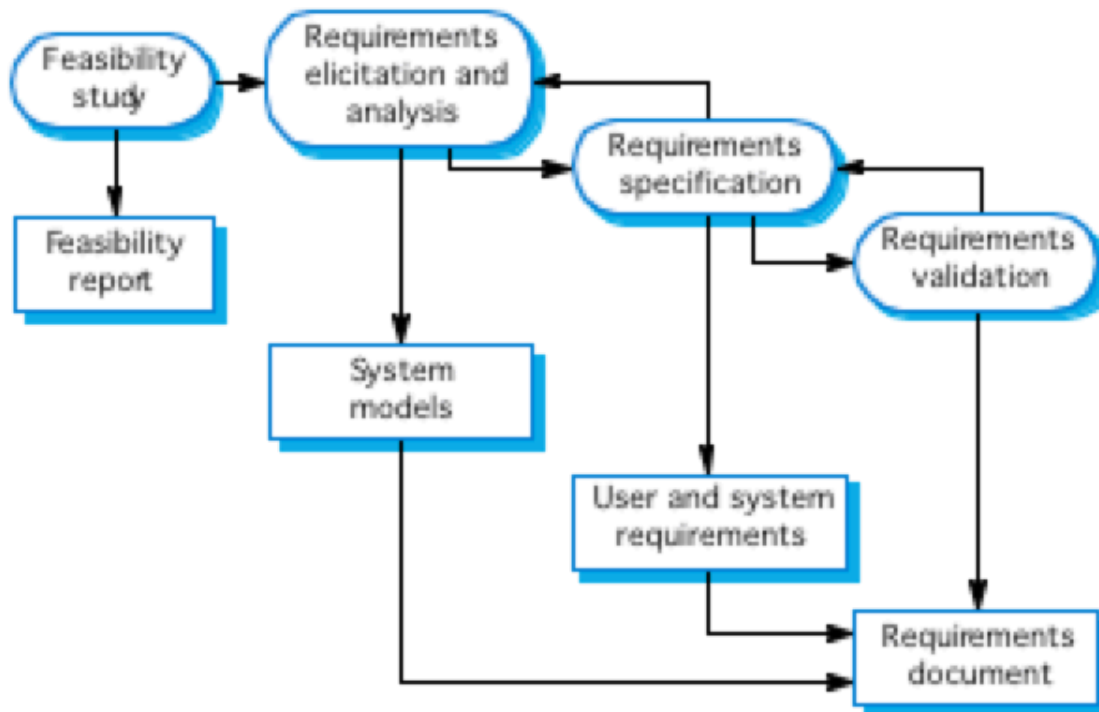 Feasibility
study
Requirements
elicitation and
analysis
Requirements
specification
Requirements
validation
Feasibility
report
System
models
User and system
requirements
Requirements
document